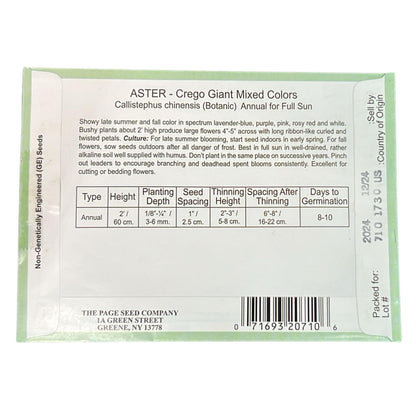 ASTER - Crego Giant Mixed Colors
Callistephus chinensis (Botanic)  Annual for Full Sun
Showy late summer and fall color in spectrum lavender-blue, purple, pink, rosy red and white.
Bushy plants about 2' high produce large flowers 4"-5" across with long ribbon-like curled and
twisted petals. Culture: For late summer blooming, start seed indoors in early spring. For fall
flowers, sow seeds outdoors after all danger of frost. Best in full sun in well-drained, rather
alkaline soil well supplied with humus. Don't plant in the same place on successive years. Pinch
out leaders to encourage branching and deadhead spent blooms consistently. Excellent for
cutting or bedding flowers.
Type | Height | Planting Depth | Seed Spacing | Thinning Height | Spacing After Thinning | Days to Germination
Annual | 2' / 60 cm. | 1/8"-¼" / 3-6 mm. | 1" / 2.5 cm. | 2"-3" / 5-8 cm. | 6"-8" / 16-22 cm. | 8-10
THE PAGE SEED COMPANY
1A GREEN STREET
GREENE, NY 13778
0 71693 20710 6
Non-Genetically Engineered (GE) Seeds
:Sell by
:Country of Origin
12/24
2024
710 1730 US
Packed for:
Lot #